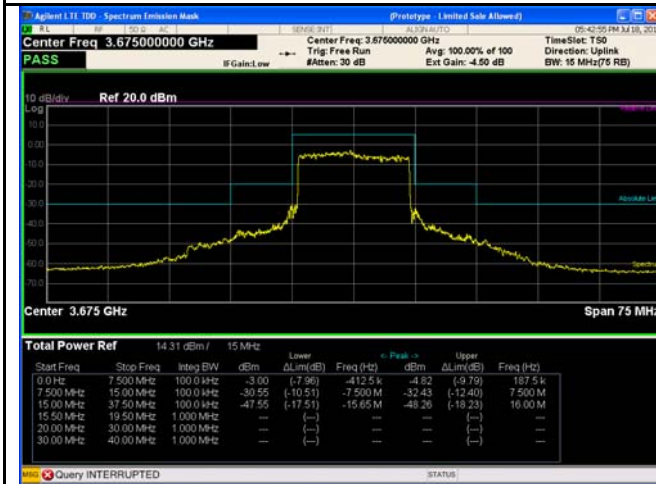 Agilent LTE TDD - Spectrum Emission Mask (Prototype - Limited Sale Allowed)
RL RF 50 Ω AC SENSE:INT ALIGN AUTO 05:42:55 PM Jul 18, 201
Center Freq 3.675000000 GHz Center Freq: 3.675000000 GHz TimeSlot: TS0
Trig: Free Run Avg: 100.00% of 100 Direction: Uplink
PASS IFGain:Low #Atten: 30 dB Ext Gain: -4.50 dB BW: 15 MHz(75 RB)
10 dB/div Ref 20.0 dBm
Log
10.0
0.00
-10.0
-20.0
-30.0 Absolute Lim
-40.0
-50.0
-60.0 Spectru
-70.0
Center 3.675 GHz Span 75 MHz
Total Power Ref 14.31 dBm / 15 MHz
Lower <- Peak -> Upper
Start Freq Stop Freq Integ BW dBm ΔLim(dB) Freq (Hz) dBm ΔLim(dB) Freq (Hz)
0.0 Hz 7.500 MHz 100.0 kHz -3.00 (-7.96) -412.5 k -4.82 (-9.79) 187.5 k
7.500 MHz 15.00 MHz 100.0 kHz -30.55 (-10.51) -7.500 M -32.43 (-12.40) 7.500 M
15.00 MHz 37.50 MHz 100.0 kHz -47.55 (-17.51) -15.65 M -48.26 (-18.23) 16.00 M
15.50 MHz 19.50 MHz 1.000 MHz --- (---) --- --- (---) ---
20.00 MHz 30.00 MHz 1.000 MHz --- (---) --- --- (---) ---
30.00 MHz 40.00 MHz 1.000 MHz --- (---) --- --- (---) ---
MSG Query INTERRUPTED STATUS